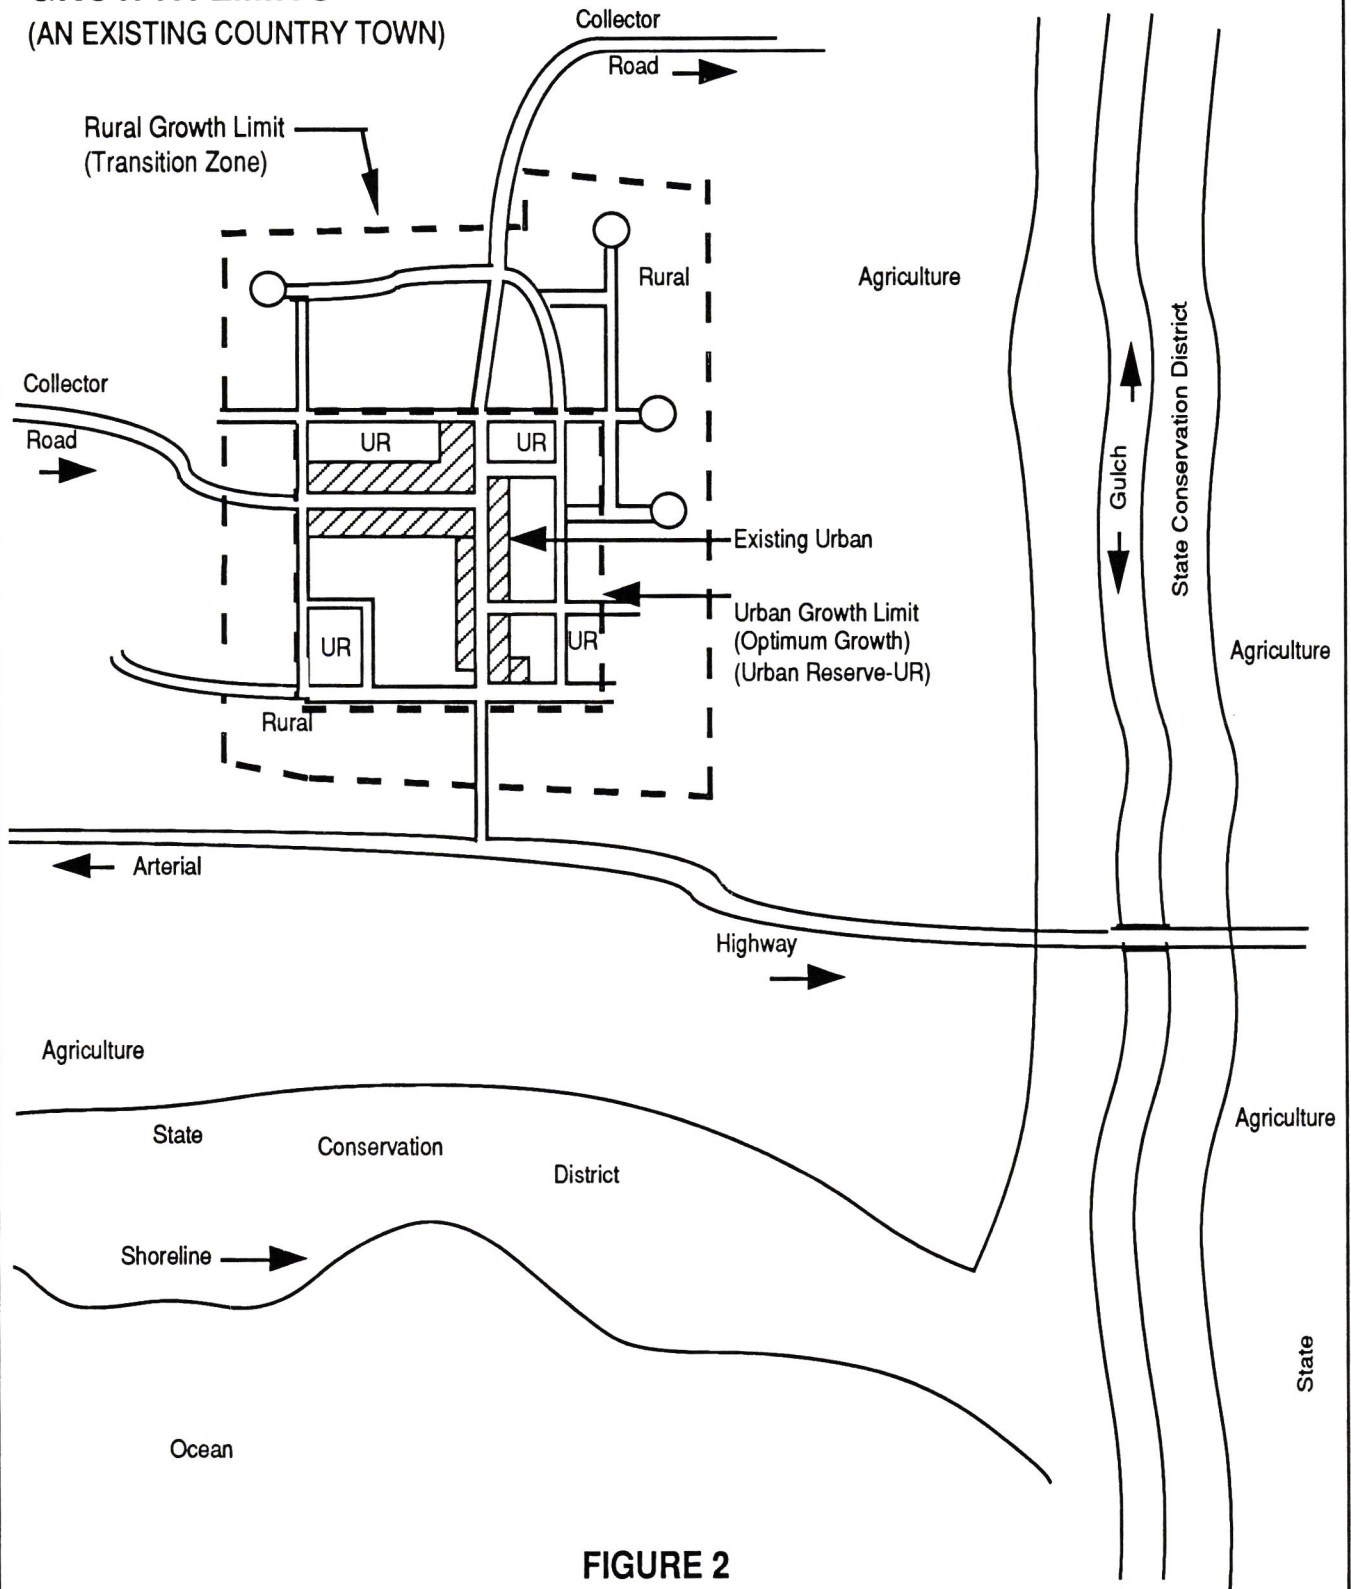 (AN EXISTING COUNTRY TOWN)
Collector
Road
Rural Growth Limit
(Transition Zone)
Rural
Agriculture
Collector
Road
UR
UR
Gulch
State Conservation District
Existing Urban
Urban Growth Limit
(Optimum Growth)
(Urban Reserve-UR)
UR
UR
Agriculture
Rural
Arterial
Highway
Agriculture
State
Conservation
District
Agriculture
Shoreline
State
Ocean
FIGURE 2